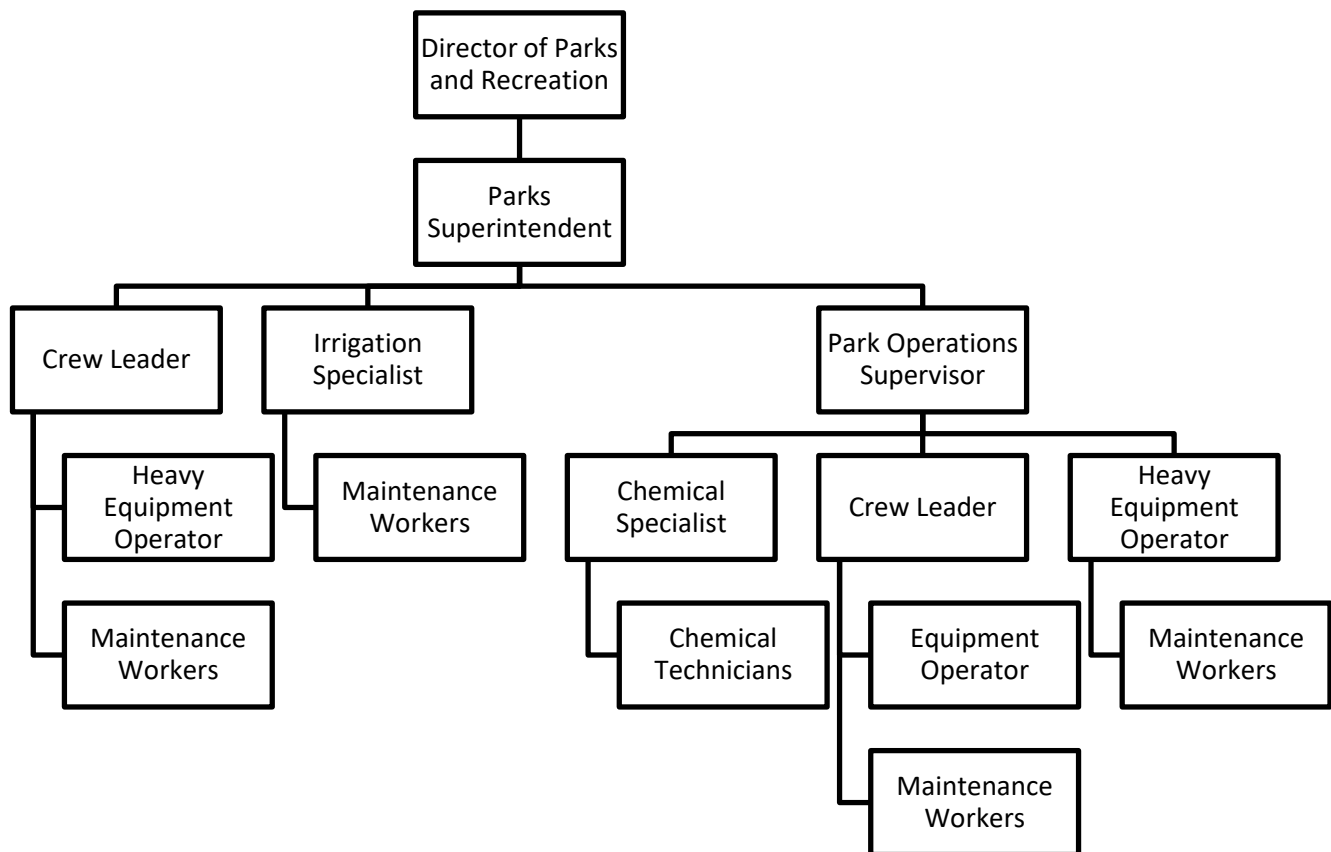 Director of Parks
and Recreation
Parks
Superintendent
Crew Leader
Irrigation
Specialist
Park Operations
Supervisor
Heavy
Equipment
Operator
Maintenance
Workers
Maintenance
Workers
Chemical
Specialist
Crew Leader
Heavy
Equipment
Operator
Chemical
Technicians
Equipment
Operator
Maintenance
Workers
Maintenance
Workers